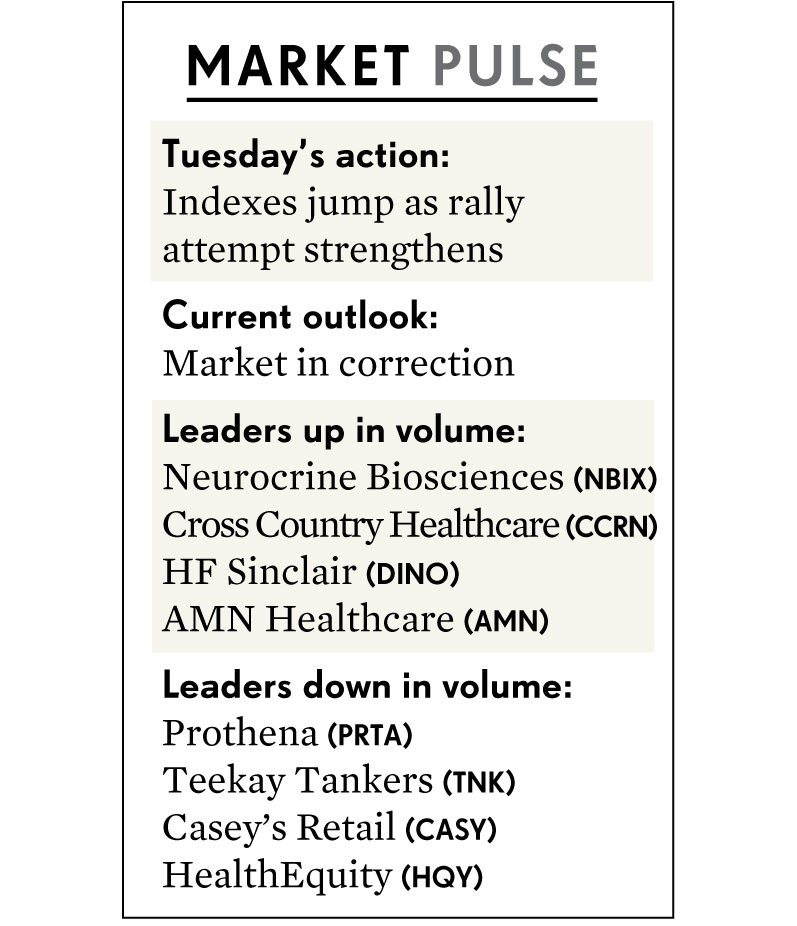 MARKET PULSE
Tuesday’s action:
Indexes jump as rally
attempt strengthens
Current outlook:
Market in correction
Leaders up in volume:
Neurocrine Biosciences (NBIX)
Cross Country Healthcare (CCRN)
HF Sinclair (DINO)
AMN Healthcare (AMN)
Leaders down in volume:
Prothena (PRTA)
Teekay Tankers (TNK)
Casey’s Retail (CASY)
HealthEquity (HQY)